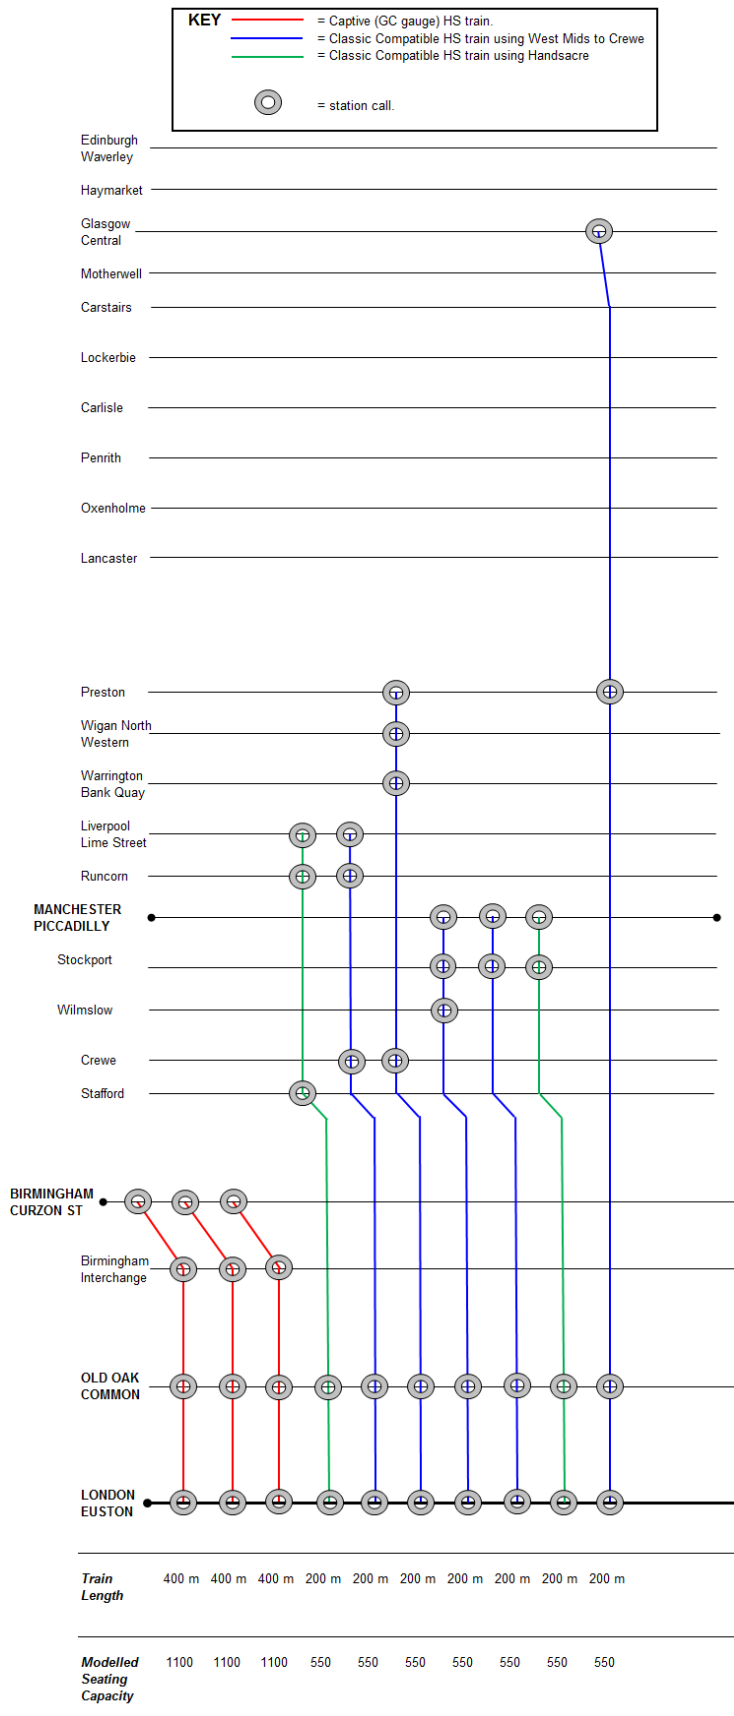 KEY
= Captive (GC gauge) HS train.
= Classic Compatible HS train using West Mids to Crewe
= Classic Compatible HS train using Handsacre
= station call.
Edinburgh
Waverley
Haymarket
Glasgow
Central
Motherwell
Carstairs
Lockerbie
Carlisle
Penrith
Oxenholme
Lancaster
Preston
Wigan North
Western
Warrington
Bank Quay
Liverpool
Lime Street
Runcorn
MANCHESTER
PICCADILLY
Stockport
Wilmslow
Crewe
Stafford
BIRMINGHAM
CURZON ST
Birmingham
Interchange
OLD OAK
COMMON
LONDON
EUSTON
Train 400 m 400 m 400 m 200 m 200 m 200 m 200 m 200 m 200 m 200 m
Length
Modelled 1100 1100 1100 550 550 550 550 550 550 550
Seating
Capacity